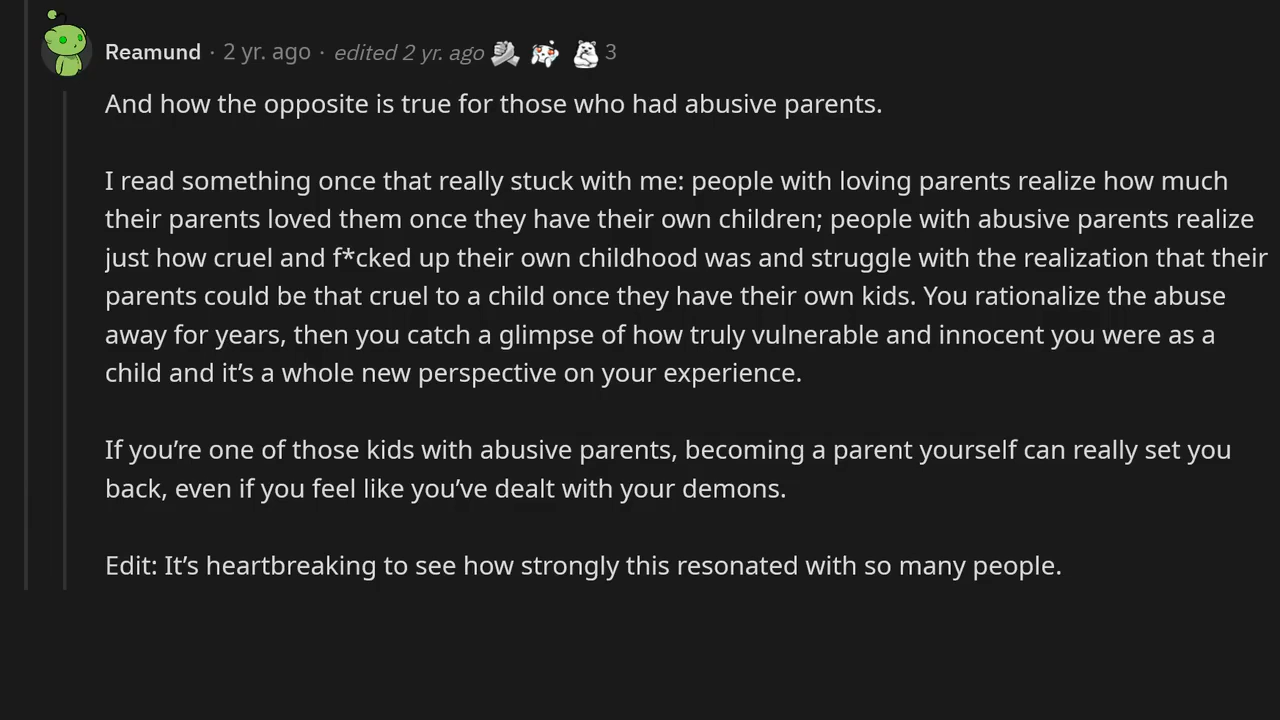 Reamund · 2 yr. ago · edited 2 yr. ago 3
And how the opposite is true for those who had abusive parents.
I read something once that really stuck with me: people with loving parents realize how much
their parents loved them once they have their own children; people with abusive parents realize
just how cruel and f*cked up their own childhood was and struggle with the realization that their
parents could be that cruel to a child once they have their own kids. You rationalize the abuse
away for years, then you catch a glimpse of how truly vulnerable and innocent you were as a
child and it’s a whole new perspective on your experience.
If you’re one of those kids with abusive parents, becoming a parent yourself can really set you
back, even if you feel like you’ve dealt with your demons.
Edit: It’s heartbreaking to see how strongly this resonated with so many people.